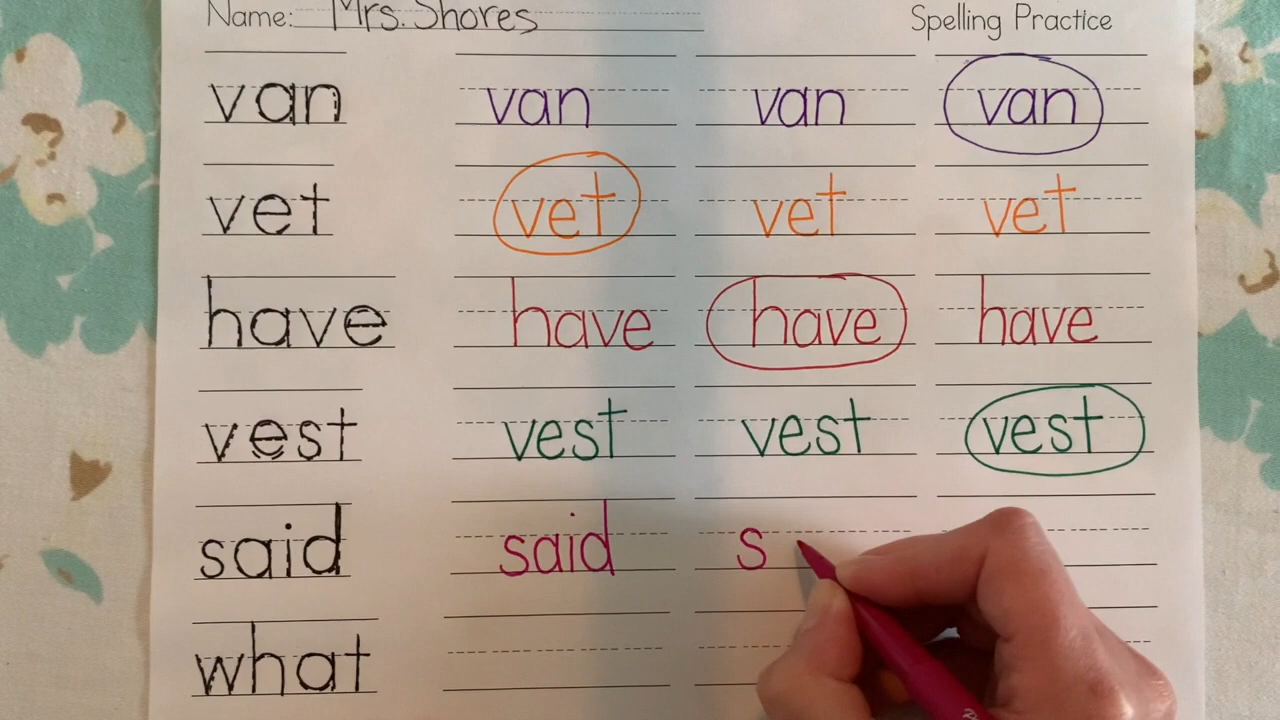 Name: Mrs. Shores Spelling Practice
van van van van
vet vet vet vet
have have have have
vest vest vest vest
said said s
what